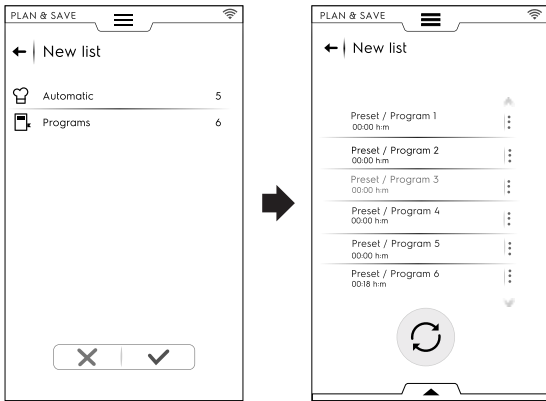 PLAN & SAVE
New list
Automatic 5
Programs 6
PLAN & SAVE
New list
Preset / Program 1
00:00 h:m
Preset / Program 2
00:00 h:m
Preset / Program 3
00:00 h:m
Preset / Program 4
00:00 h:m
Preset / Program 5
00:00 h:m
Preset / Program 6
00:18 h:m